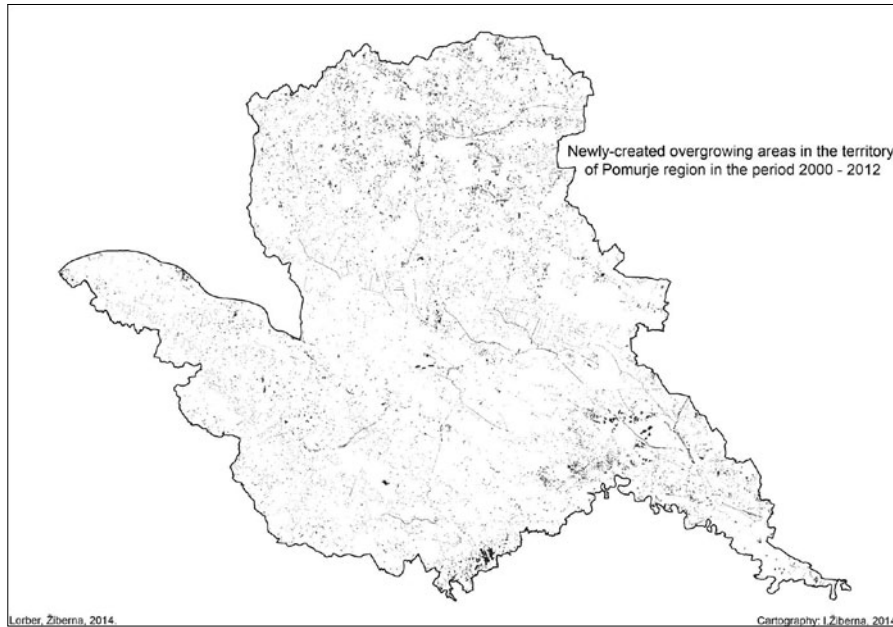 Newly-created overgrowing areas in the territory
of Pomurje region in the period 2000 - 2012
Lorber, Žiberna, 2014.
Cartography: I.Žiberna, 2014